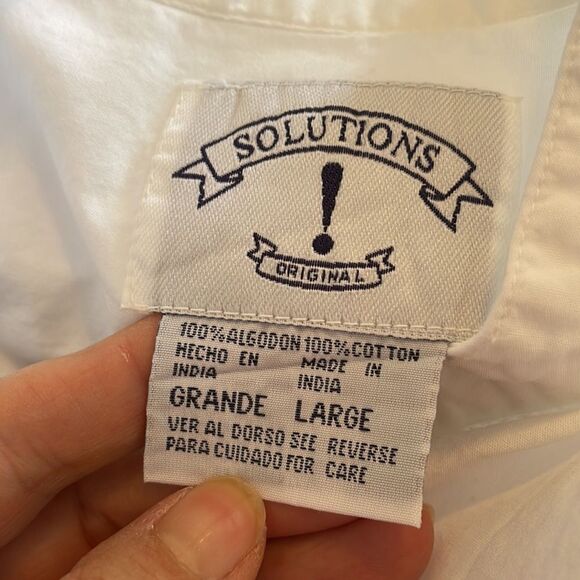 SOLUTIONS
!
ORIGINAL
100%ALGODON 100%COTTON
HECHO EN MADE IN
INDIA INDIA
GRANDE LARGE
VER AL DORSO SEE REVERSE
PARA CUIDADO FOR CARE